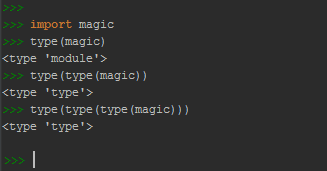 >>>
>>> import magic
>>> type(magic)
<type 'module'>
>>> type(type(magic))
<type 'type'>
>>> type(type(type(magic)))
<type 'type'>
>>>